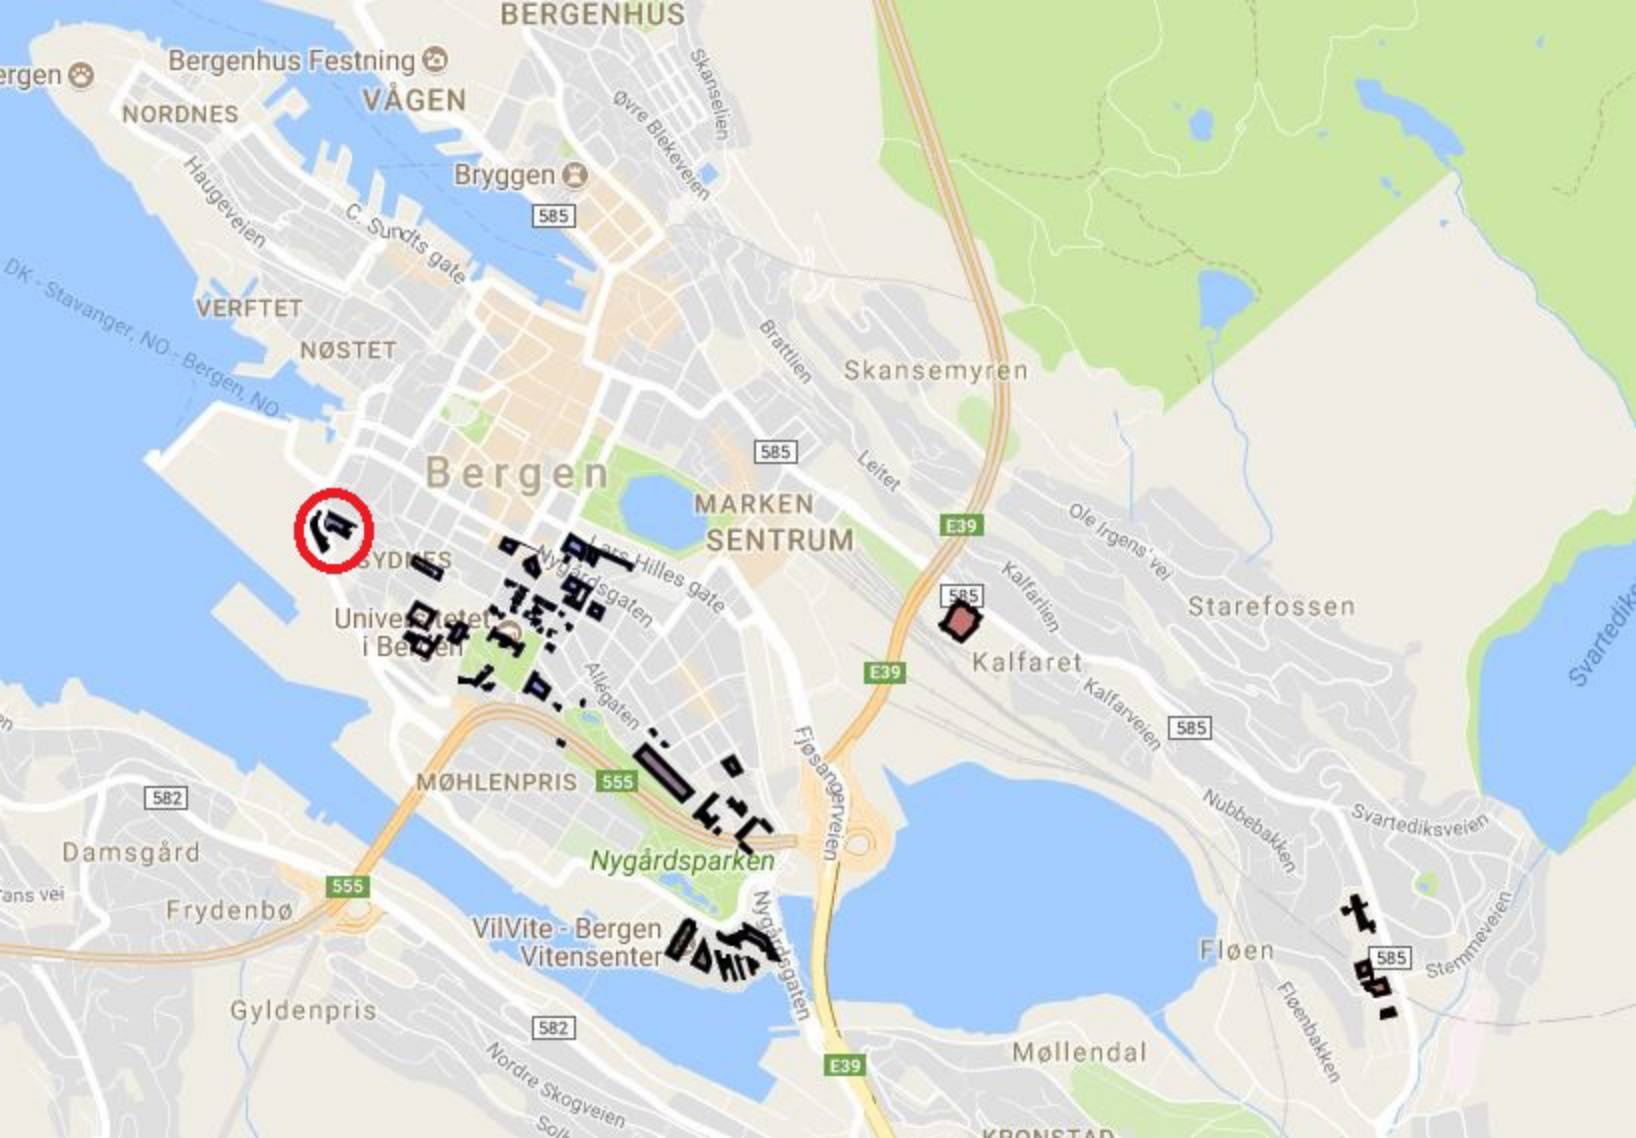 BERGENHUS
Bergenhus Festning
VÅGEN
ergen
NORDNES
Skanselien
Øvre Blekeveien
Haugeveien
Bryggen
585
C. Sundts gate
DK - Stavanger, NO - Bergen, NO
VERFTET
NØSTET
Brattlien
Skansemyren
Bergen
585
Leitet
MARKEN
SENTRUM
E39
Ole Irgens' vei
SYDNES
Lars Hilles gate
Nygårdsgaten
585
Kalfarlien
Starefossen
Svartediks
Universitetet
i Bergen
Kalfaret
E39
Allégaten
Kalfarveien
585
Fjøsangerveien
MØHLENPRIS
555
582
Nubbebakken
Svartediksveien
Damsgård
Nygårdsparken
555
ans vei
Frydenbø
VilVite - Bergen
Vitensenter
Nygårdsgaten
Fløen
585
Stemmeveien
Gyldenpris
582
Fløenbakken
Møllendal
Nordre Skogveien
E39
KRONSTAD